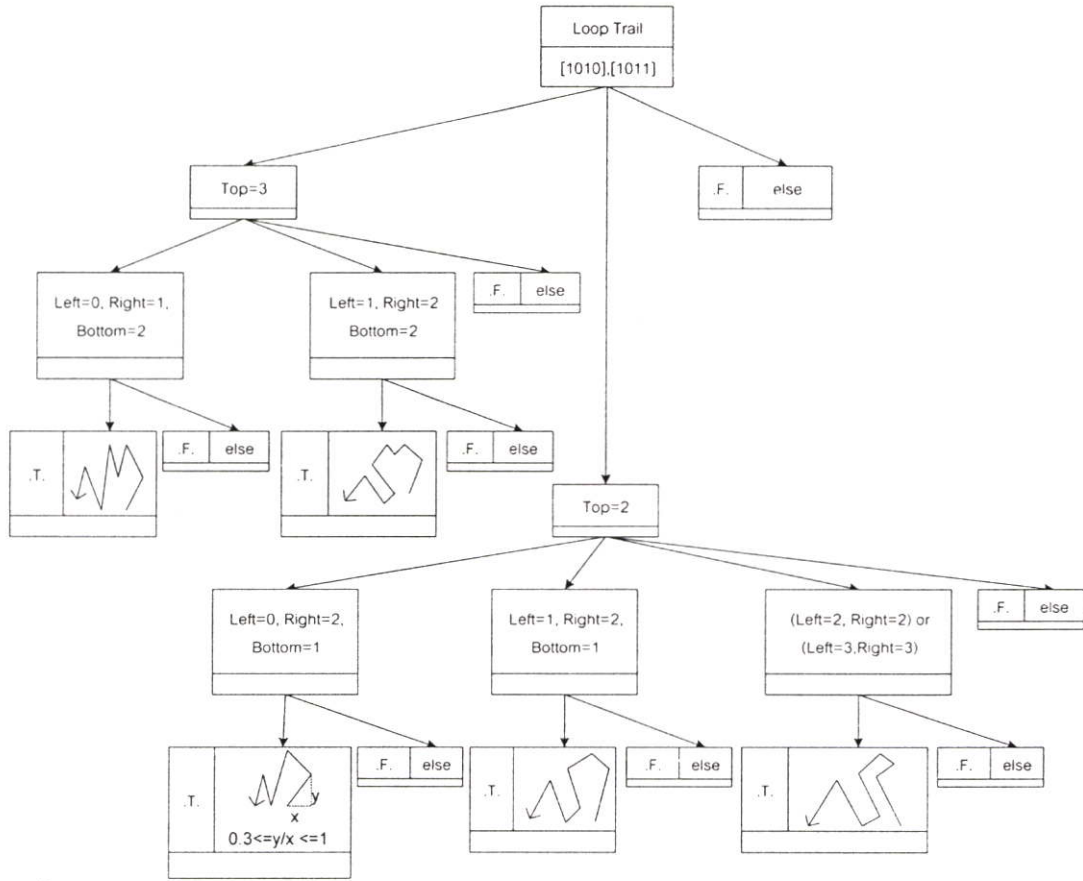 Loop Trail
[1010],[1011]
Top=3
.F. else
Left=0, Right=1,
Bottom=2
Left=1, Right=2
Bottom=2
.F. else
.T.
.F. else
.T.
.F. else
Top=2
Left=0, Right=2,
Bottom=1
Left=1, Right=2,
Bottom=1
(Left=2, Right=2) or
(Left=3,Right=3)
.F. else
.T.
y
x
0.3<=y/x <=1
.F. else
.T.
.F. else
.T.
.F. else